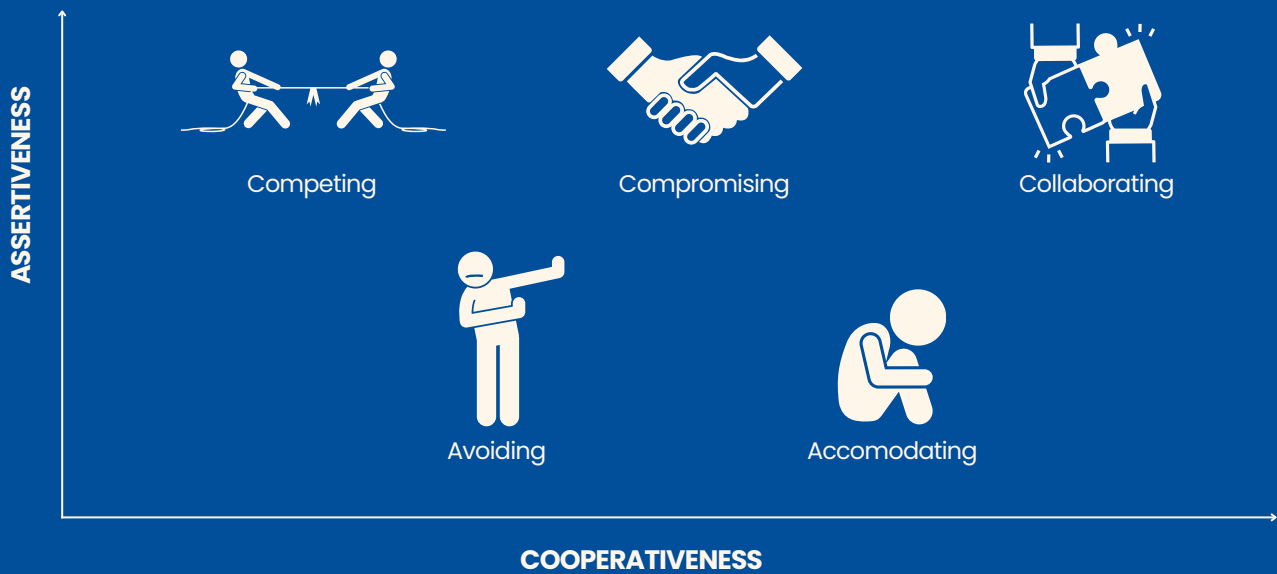 ASSERTIVENESS
Competing
Compromising
Collaborating
Avoiding
Accomodating
COOPERATIVENESS